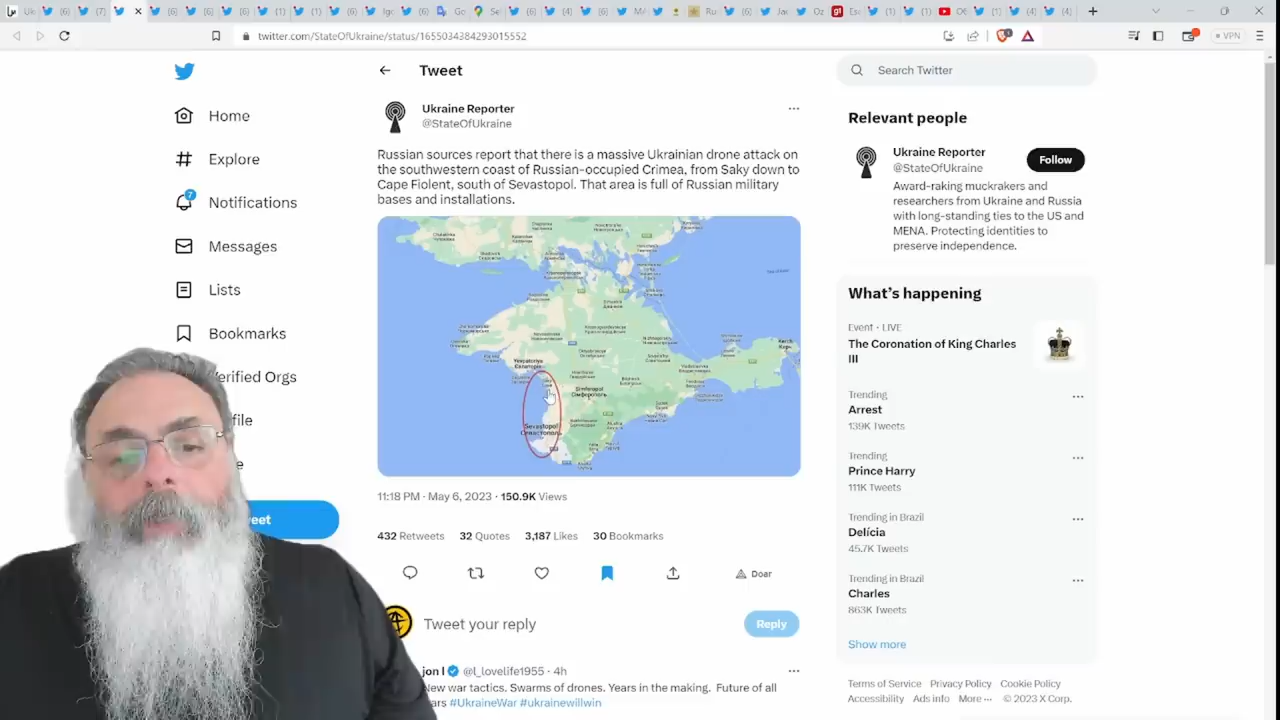 twitter.com/StateOfUkraine/status/1655034384293015552
VPN
Home
Explore
7
Notifications
Messages
Lists
Bookmarks
Verified Orgs
Tweet
Ukraine Reporter
@StateOfUkraine
Russian sources report that there is a massive Ukrainian drone attack on
the southwestern coast of Russian-occupied Crimea, from Saky down to
Cape Fiolent, south of Sevastopol. That area is full of Russian military
bases and installations.
Yevpatoriya
Simferopol
Sevastopol
Kerch
11:18 PM · May 6, 2023 · 150.9K Views
432 Retweets 32 Quotes 3,187 Likes 30 Bookmarks
Doar
Tweet your reply
Reply
jon l @l_lovelife1955 · 4h
New war tactics. Swarms of drones. Years in the making. Future of all
#UkraineWar #ukrainewillwin
Search Twitter
Relevant people
Ukraine Reporter
@StateOfUkraine
Follow
Award-raking muckrakers and
researchers from Ukraine and Russia
with long-standing ties to the US and
MENA. Protecting identities to
preserve independence.
What's happening
Event · LIVE
The Coronation of King Charles
III
Trending
Arrest
139K Tweets
Trending
Prince Harry
111K Tweets
Trending in Brazil
Delícia
45.7K Tweets
Trending in Brazil
Charles
863K Tweets
Show more
Terms of Service Privacy Policy Cookie Policy
Accessibility Ads info More ··· © 2023 X Corp.